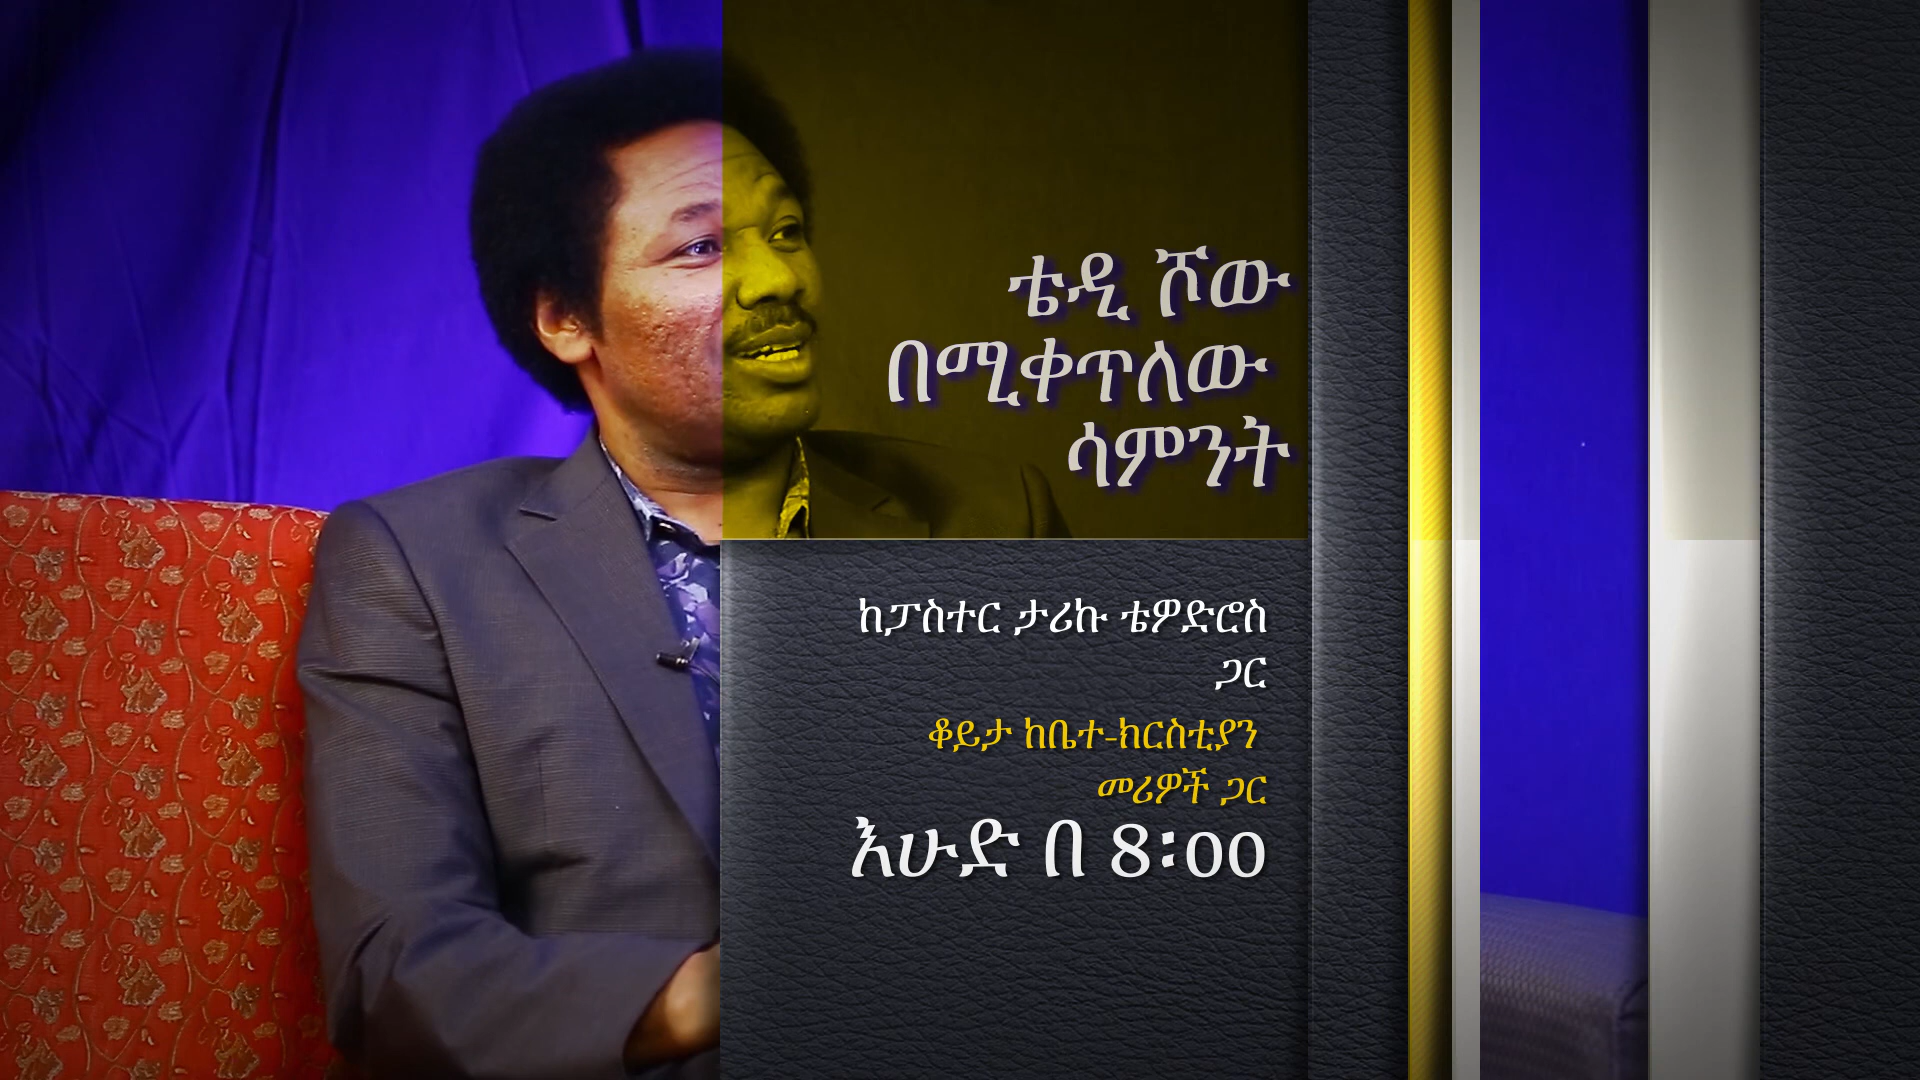 ቴዲ ሾው
በሚቀጥለው
ሳምንት
ከፓስተር ታሪኩ ቴዎድሮስ
ጋር
ቆይታ ከቤተ-ክርስቲያን
መሪዎች ጋር
እሁድ በ 8፡00